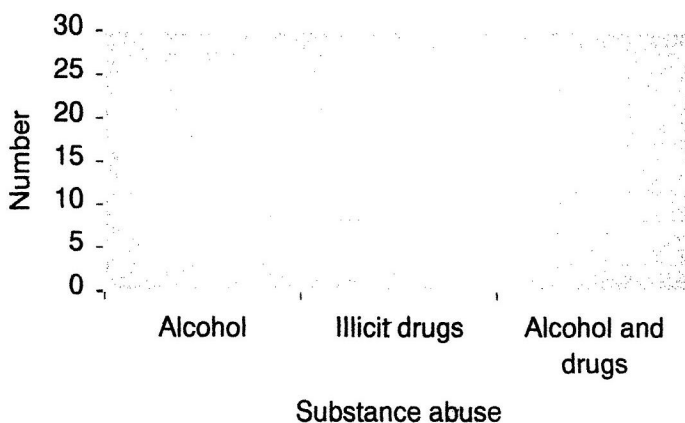 30
25
20
15
10
5
0
Number
Alcohol
Illicit drugs
Alcohol and
drugs
Substance abuse